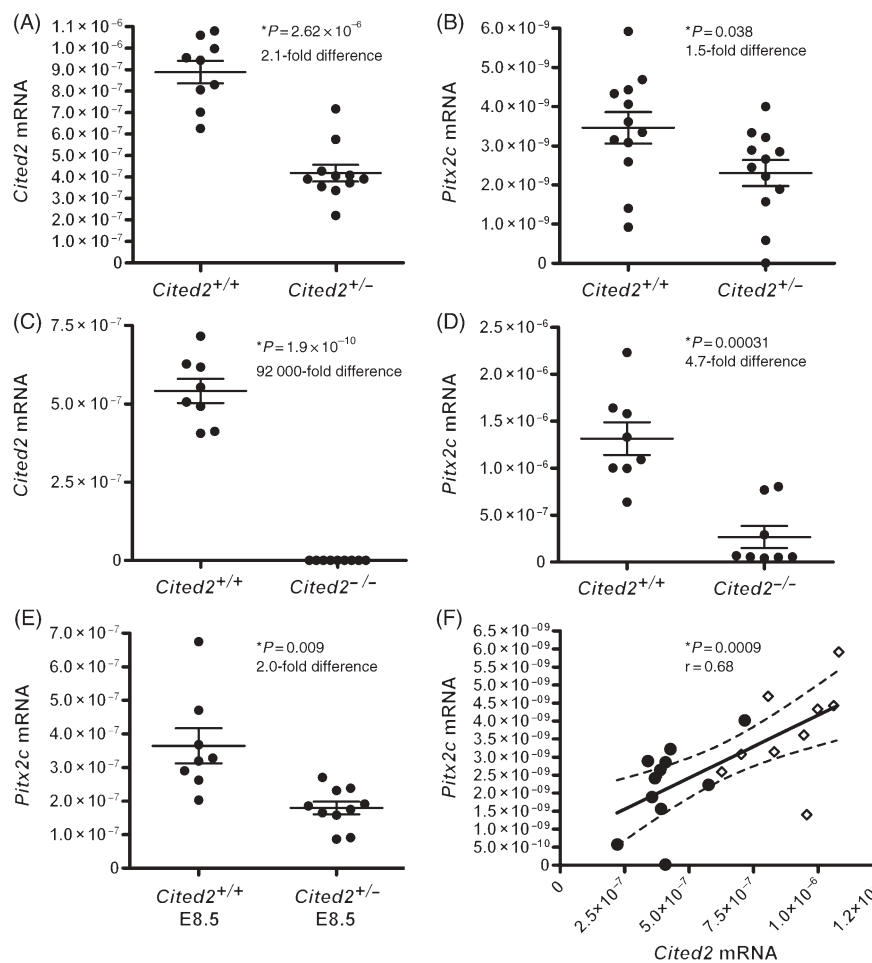 (A)
Cited2 mRNA
1.1×10⁻⁶
1.0×10⁻⁶
9.0×10⁻⁷
8.0×10⁻⁷
7.0×10⁻⁷
6.0×10⁻⁷
5.0×10⁻⁷
4.0×10⁻⁷
3.0×10⁻⁷
2.0×10⁻⁷
1.0×10⁻⁷
0
*P=2.62×10⁻⁶
2.1-fold difference
Cited2⁺/⁺ Cited2⁺/⁻
(B)
Pitx2c mRNA
6.0×10⁻⁹
5.0×10⁻⁹
4.0×10⁻⁹
3.0×10⁻⁹
2.0×10⁻⁹
1.0×10⁻⁹
0
*P=0.038
1.5-fold difference
Cited2⁺/⁺ Cited2⁺/⁻
(C)
Cited2 mRNA
7.5×10⁻⁷
5.0×10⁻⁷
2.5×10⁻⁷
0
*P=1.9×10⁻¹⁰
92 000-fold difference
Cited2⁺/⁺ Cited2⁻/⁻
(D)
Pitx2c mRNA
2.5×10⁻⁶
2.0×10⁻⁶
1.5×10⁻⁶
1.0×10⁻⁶
5.0×10⁻⁷
0
*P=0.00031
4.7-fold difference
Cited2⁺/⁺ Cited2⁻/⁻
(E)
Pitx2c mRNA
7.0×10⁻⁷
6.0×10⁻⁷
5.0×10⁻⁷
4.0×10⁻⁷
3.0×10⁻⁷
2.0×10⁻⁷
1.0×10⁻⁷
0
*P=0.009
2.0-fold difference
Cited2⁺/⁺ Cited2⁺/⁻
E8.5 E8.5
(F)
Pitx2c mRNA
6.5×10⁻⁰⁹
6.0×10⁻⁰⁹
5.5×10⁻⁰⁹
5.0×10⁻⁰⁹
4.5×10⁻⁰⁹
4.0×10⁻⁰⁹
3.5×10⁻⁰⁹
3.0×10⁻⁰⁹
2.5×10⁻⁰⁹
2.0×10⁻⁰⁹
1.5×10⁻⁰⁹
1.0×10⁻⁰⁹
5.0×10⁻¹⁰
0
*P=0.0009
r=0.68
0 2.5×10⁻⁷ 5.0×10⁻⁷ 7.5×10⁻⁷ 1.0×10⁻⁶ 1.2×10
Cited2 mRNA